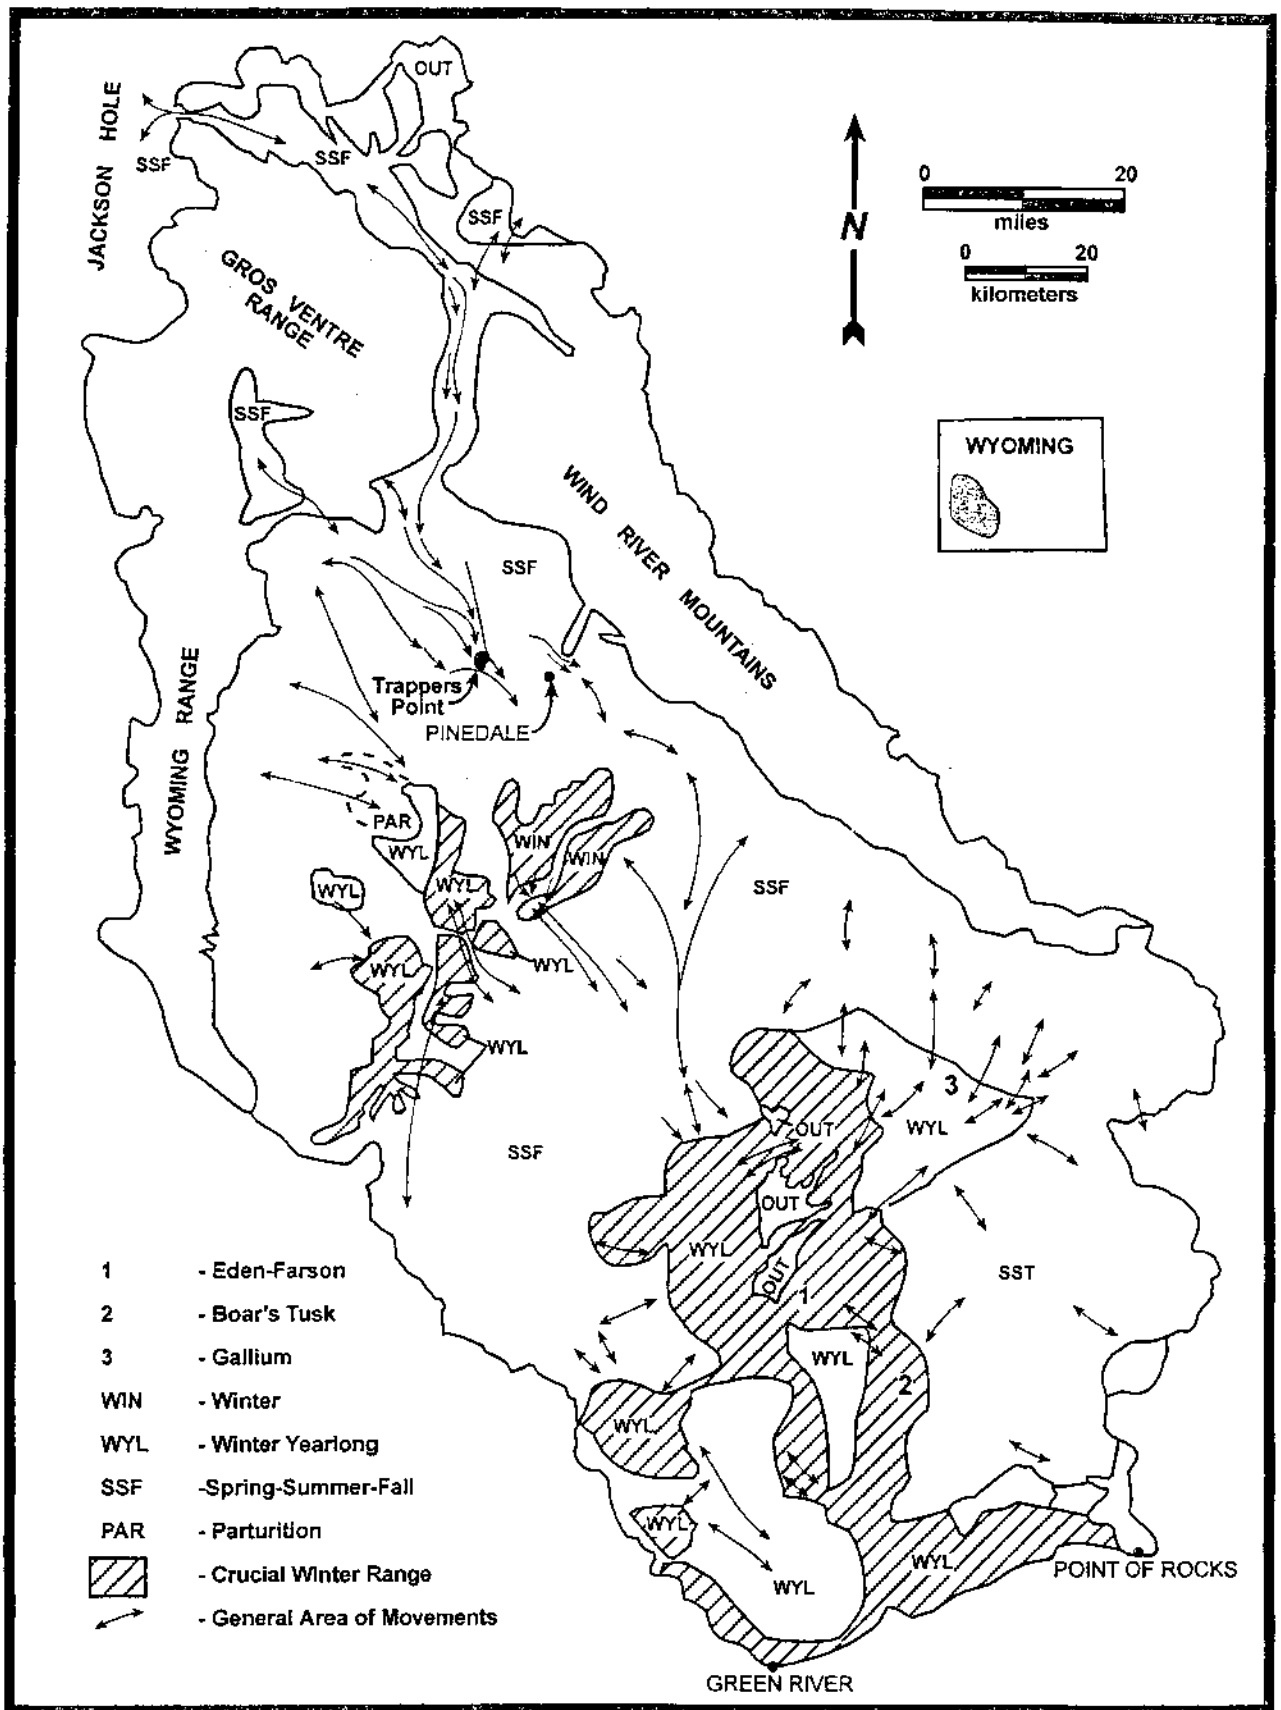 OUT
JACKSON HOLE
SSF
SSF
SSF
N
0 20
miles
0 20
kilometers
GROS VENTRE
RANGE
SSF
WYOMING
WIND RIVER MOUNTAINS
SSF
Trappers
Point
PINEDALE
WYOMING RANGE
PAR
WYL
WIN
WIN
WYL
WYL
SSF
WYL
WYL
WYL
3
OUT
WYL
SSF
OUT
WYL
SST
OUT
1
WYL
2
WYL
WYL
WYL
WYL
POINT OF ROCKS
GREEN RIVER
1 - Eden-Farson
2 - Boar's Tusk
3 - Gallium
WIN - Winter
WYL - Winter Yearlong
SSF -Spring-Summer-Fall
PAR - Parturition
- Crucial Winter Range
- General Area of Movements